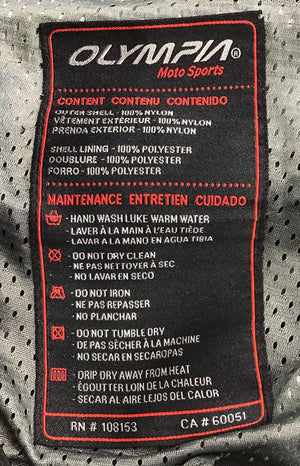 OLYMPIA®
Moto Sports
CONTENT CONTENU CONTENIDO
OUTER SHELL - 100% NYLON
VÊTEMENT EXTÉRIEUR - 100% NYLON
PRENDA EXTERIOR - 100% NYLON
SHELL LINING - 100% POLYESTER
DOUBLURE - 100% POLYESTER
FORRO - 100% POLYESTER
MAINTENANCE ENTRETIEN CUIDADO
- HAND WASH LUKE WARM WATER
- LAVER À LA MAIN À L'EAU TIÈDE
- LAVAR A LA MANO EN AGUA TIBIA
- DO NOT DRY CLEAN
- NE PAS NETTOYER À SEC
- NO LAVAR EN SECO
- DO NOT IRON
- NE PAS REPASSER
- NO PLANCHAR
- DO NOT TUMBLE DRY
- DE PAS SÈCHER À LA MACHINE
- NO SECAR EN SECAROPAS
- DRIP DRY AWAY FROM HEAT
- ÉGOUTTER LOIN DE LA CHALEUR
- SECAR AL AIRE LEJOS DEL CALOR
RN # 108153 CA # 60051